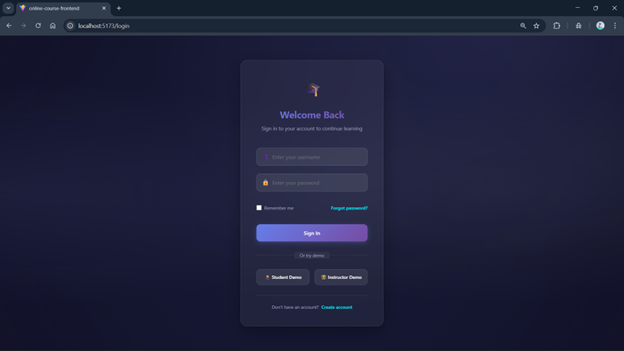 online-course-frontend
localhost:5173/login
Welcome Back
Sign in to your account to continue learning
Enter your username
Enter your password
Remember me
Forgot password?
Sign In
Or try demo
Student Demo
Instructor Demo
Don't have an account? Create account